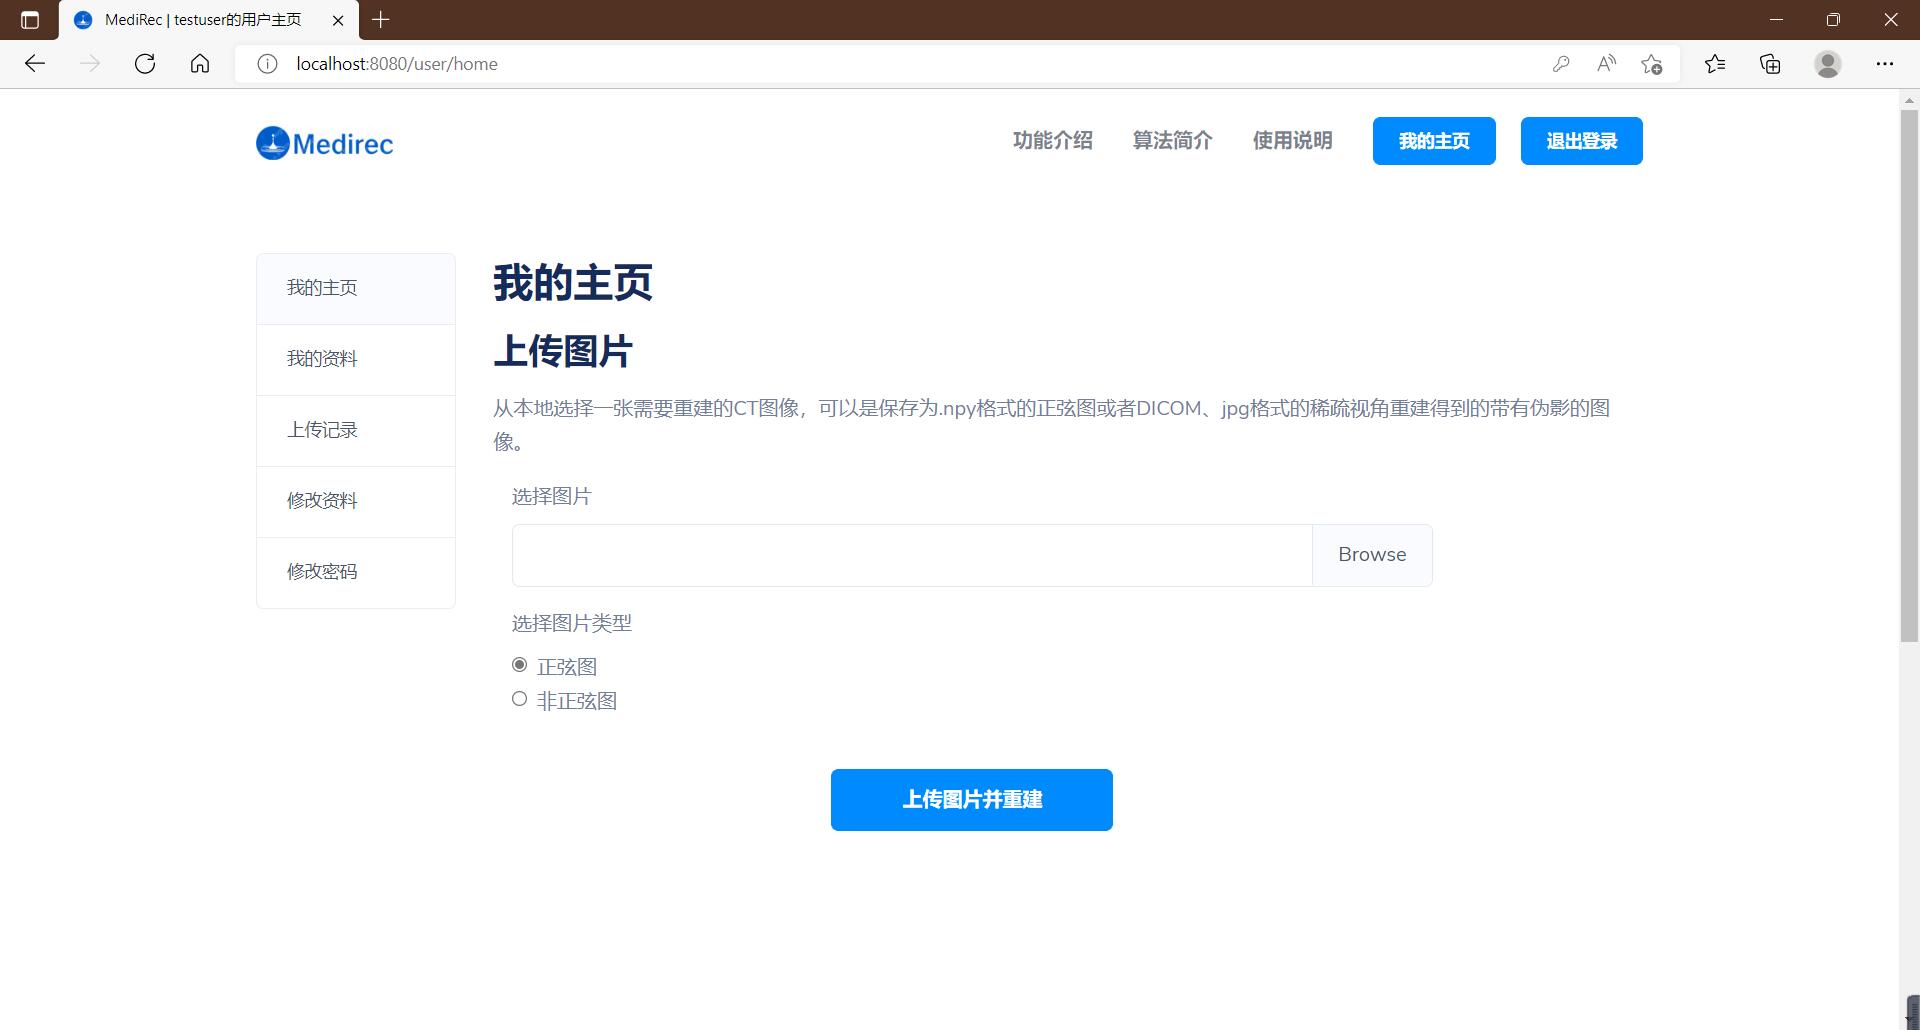 MediRec | testuser的用户主页
localhost:8080/user/home
Medirec
功能介绍
算法简介
使用说明
我的主页
退出登录
我的主页
我的资料
上传记录
修改资料
修改密码
我的主页
上传图片
从本地选择一张需要重建的CT图像，可以是保存为.npy格式的正弦图或者DICOM、jpg格式的稀疏视角重建得到的带有伪影的图
像。
选择图片
Browse
选择图片类型
正弦图
非正弦图
上传图片并重建